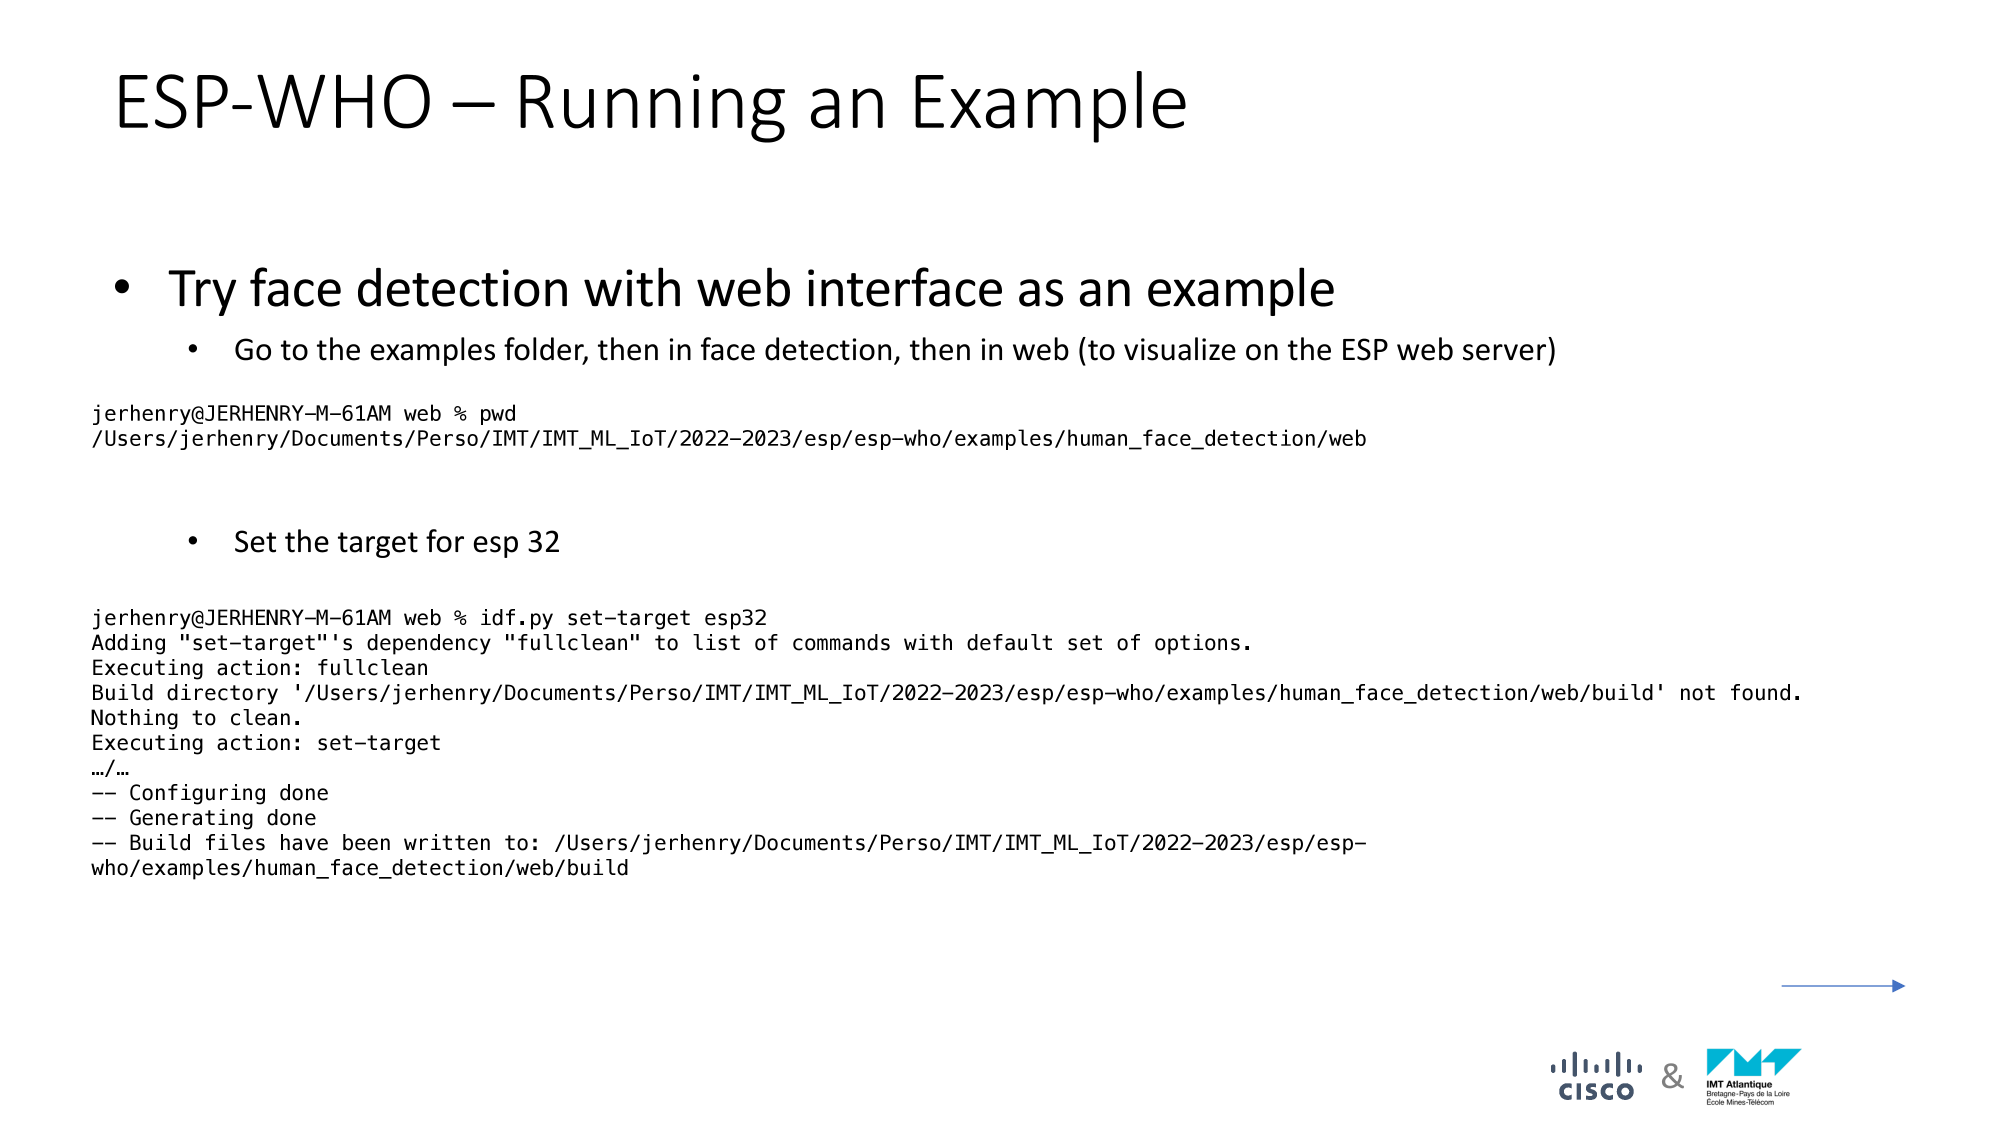 ESP-WHO – Running an Example
• Try face detection with web interface as an example
• Go to the examples folder, then in face detection, then in web (to visualize on the ESP web server)
jerhenry@JERHENRY-M-61AM web % pwd
/Users/jerhenry/Documents/Perso/IMT/IMT_ML_IoT/2022-2023/esp/esp-who/examples/human_face_detection/web
• Set the target for esp 32
jerhenry@JERHENRY-M-61AM web % idf.py set-target esp32
Adding "set-target"'s dependency "fullclean" to list of commands with default set of options.
Executing action: fullclean
Build directory '/Users/jerhenry/Documents/Perso/IMT/IMT_ML_IoT/2022-2023/esp/esp-who/examples/human_face_detection/web/build' not found.
Nothing to clean.
Executing action: set-target
…/…
-- Configuring done
-- Generating done
-- Build files have been written to: /Users/jerhenry/Documents/Perso/IMT/IMT_ML_IoT/2022-2023/esp/esp-
who/examples/human_face_detection/web/build
CISCO & IMT
IMT Atlantique
Bretagne-Pays de la Loire
École Mines-Télécom